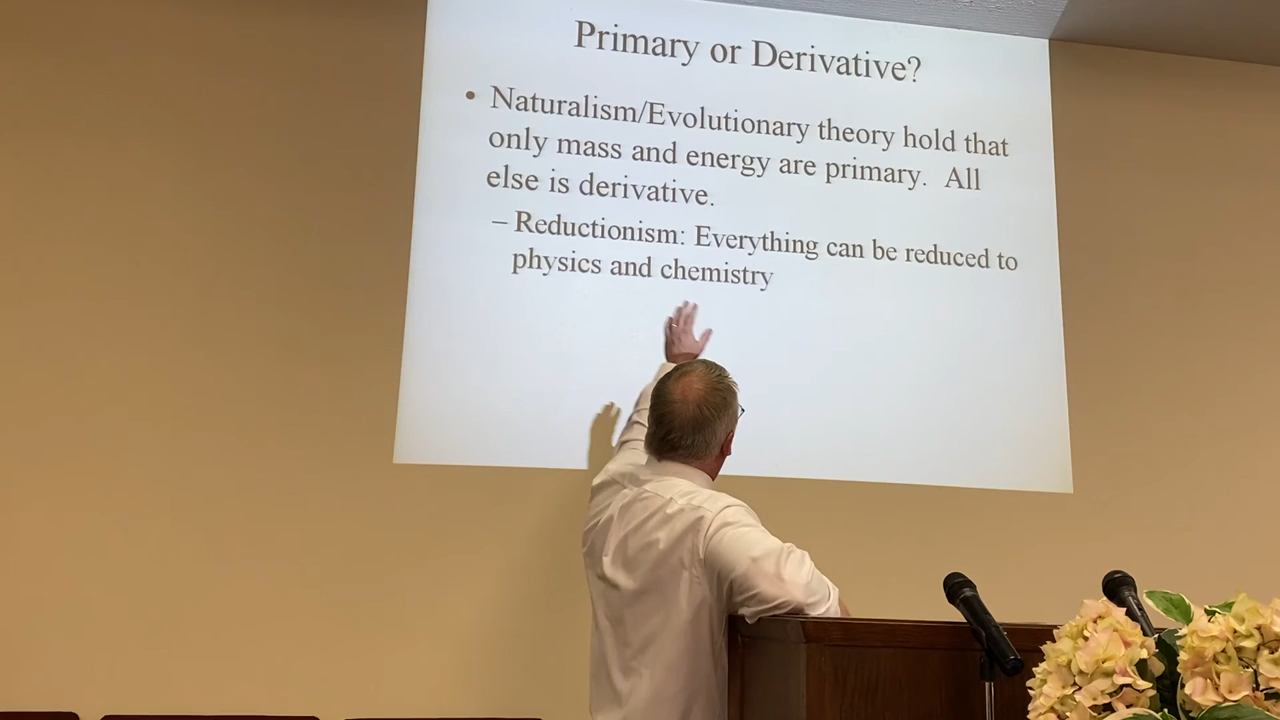 Primary or Derivative?
• Naturalism/Evolutionary theory hold that
only mass and energy are primary.  All
else is derivative.
– Reductionism: Everything can be reduced to
physics and chemistry